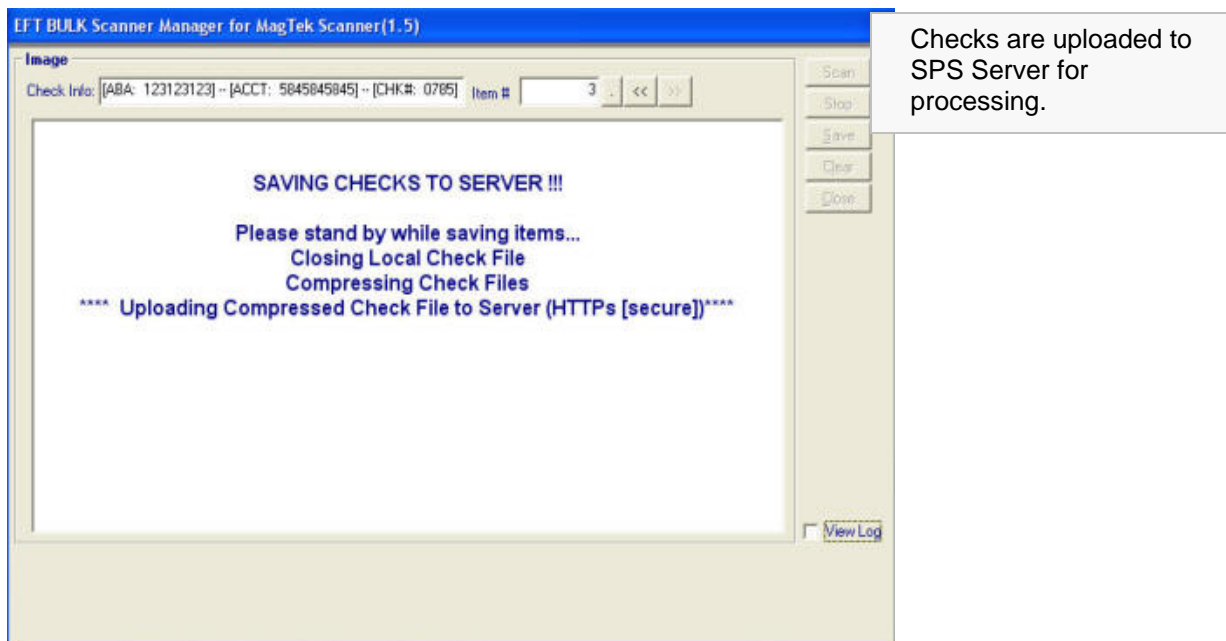 EFT BULK Scanner Manager for MagTek Scanner(1.5)
Checks are uploaded to
SPS Server for
processing.
Image
Check Info: [ABA: 123123123] -- [ACCT: 5845845845] -- [CHK#: 0785] Item # 3 . << >>
Scan
Stop
Save
Clear
Close
SAVING CHECKS TO SERVER !!!
Please stand by while saving items...
Closing Local Check File
Compressing Check Files
**** Uploading Compressed Check File to Server (HTTPs [secure])****
View Log